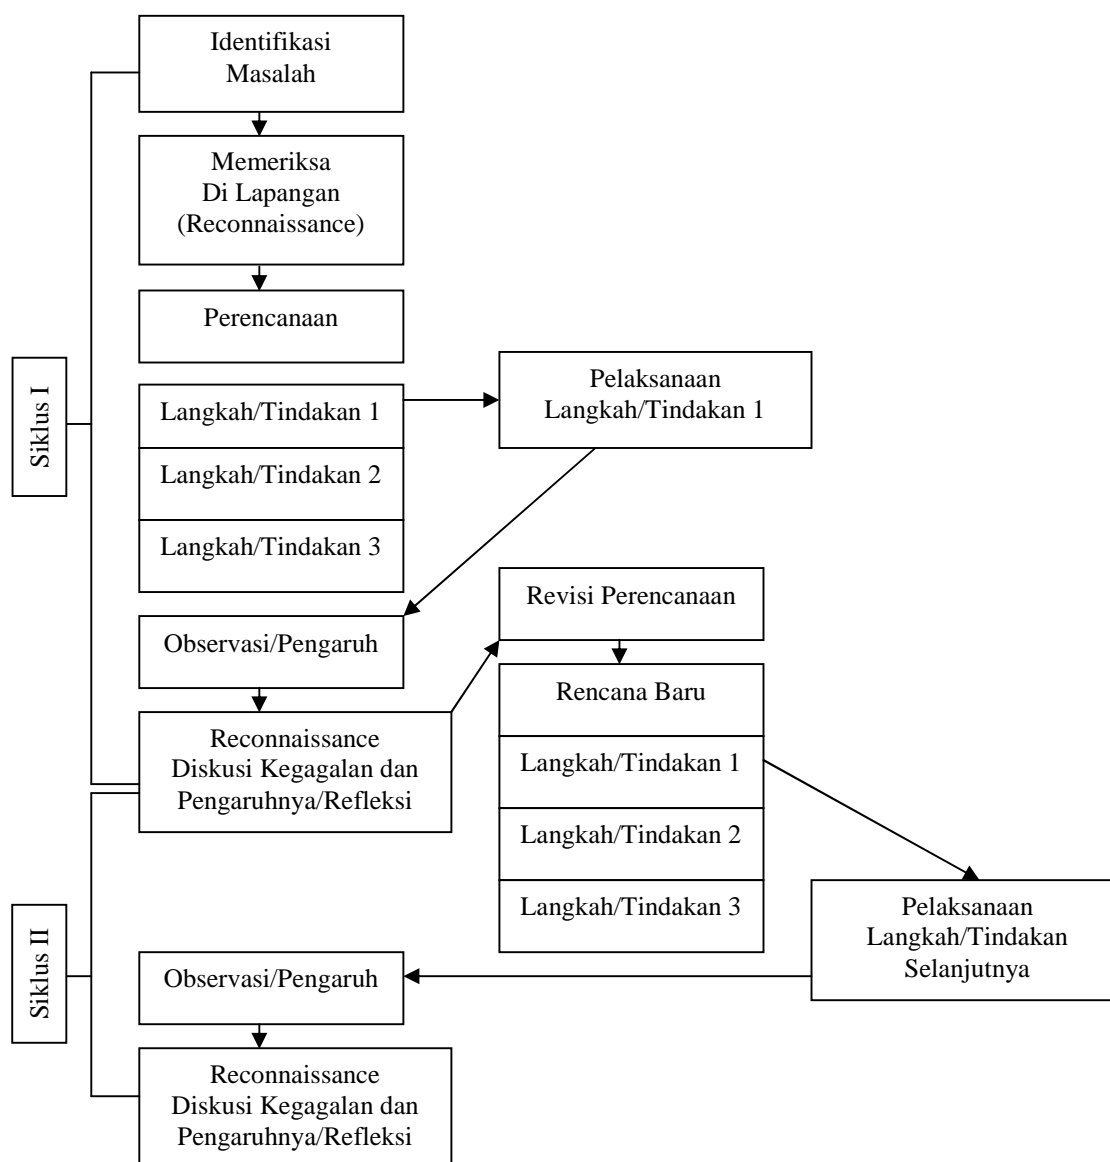 Identifikasi
Masalah
Memeriksa
Di Lapangan
(Reconnaissance)
Perencanaan
Siklus I
Langkah/Tindakan 1
Langkah/Tindakan 2
Langkah/Tindakan 3
Pelaksanaan
Langkah/Tindakan 1
Observasi/Pengaruh
Reconnaissance
Diskusi Kegagalan dan
Pengaruhnya/Refleksi
Revisi Perencanaan
Rencana Baru
Langkah/Tindakan 1
Langkah/Tindakan 2
Langkah/Tindakan 3
Pelaksanaan
Langkah/Tindakan
Selanjutnya
Siklus II
Observasi/Pengaruh
Reconnaissance
Diskusi Kegagalan dan
Pengaruhnya/Refleksi